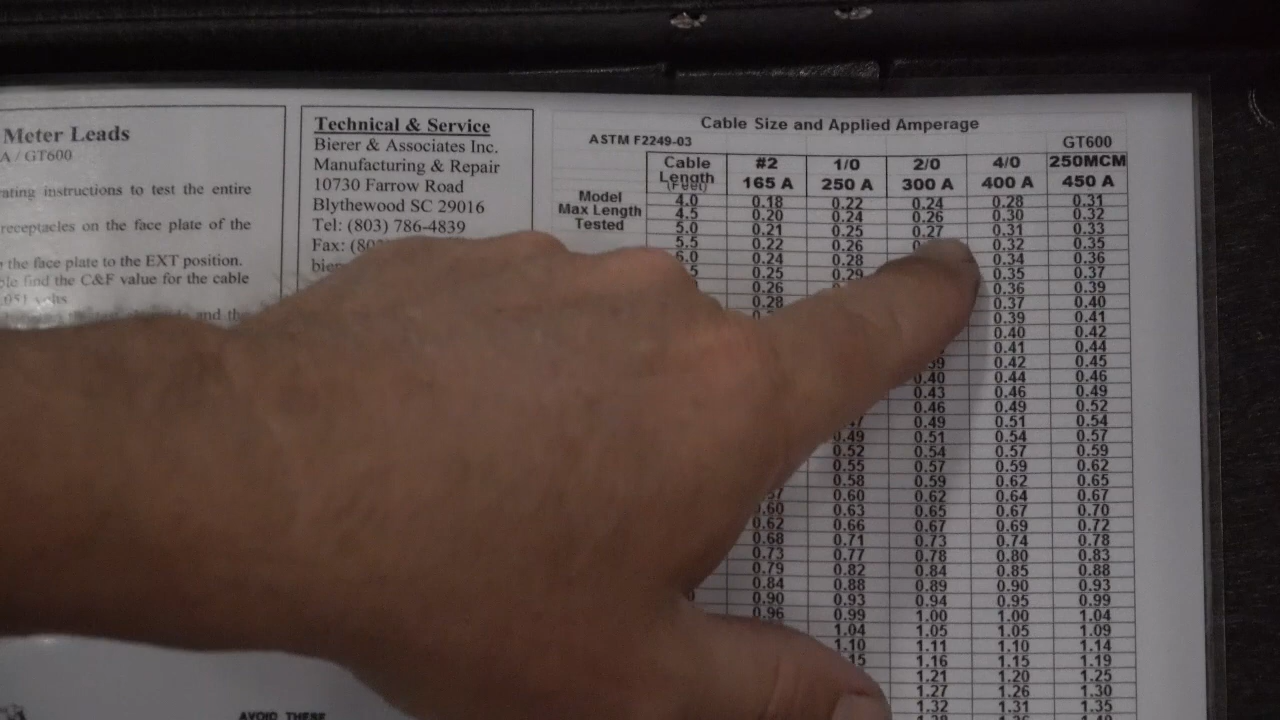 Meter Leads
A / GT600
ating instructions to test the entire
receptacles on the face plate of the
the face plate to the EXT position.
ble find the C&F value for the cable
.051 volts
and the
Technical & Service
Bierer & Associates Inc.
Manufacturing & Repair
10730 Farrow Road
Blythewood SC 29016
Tel: (803) 786-4839
Fax: (80
bier
Cable Size and Applied Amperage
ASTM F2249-03 GT600
Cable #2 1/0 2/0 4/0 250MCM
Length 165 A 250 A 300 A 400 A 450 A
(Feet)
Model
Max Length
Tested
4.0 0.18 0.22 0.24 0.28 0.31
4.5 0.20 0.24 0.26 0.30 0.32
5.0 0.21 0.25 0.27 0.31 0.33
5.5 0.22 0.26 0.32 0.35
6.0 0.24 0.28 0.34 0.36
5 0.25 0.29 0.35 0.37
0.26 0.36 0.39
0.28 0.37 0.40
0.39 0.41
0.40 0.42
0.41 0.44
39 0.42 0.45
0.40 0.44 0.46
0.43 0.46 0.49
0.46 0.49 0.52
47 0.49 0.51 0.54
0.49 0.51 0.54 0.57
0.52 0.54 0.57 0.59
0.55 0.57 0.59 0.62
0.58 0.59 0.62 0.65
57 0.60 0.62 0.64 0.67
0.60 0.63 0.65 0.67 0.70
0.62 0.66 0.67 0.69 0.72
0.68 0.71 0.73 0.74 0.78
0.73 0.77 0.78 0.80 0.83
0.79 0.82 0.84 0.85 0.88
0.84 0.88 0.89 0.90 0.93
0 0.90 0.93 0.94 0.95 0.99
0.96 0.99 1.00 1.00 1.04
1.04 1.05 1.05 1.09
1.10 1.11 1.10 1.14
15 1.16 1.15 1.19
1.21 1.20 1.25
1.27 1.26 1.30
1.32 1.31 1.35
AVOID THESE